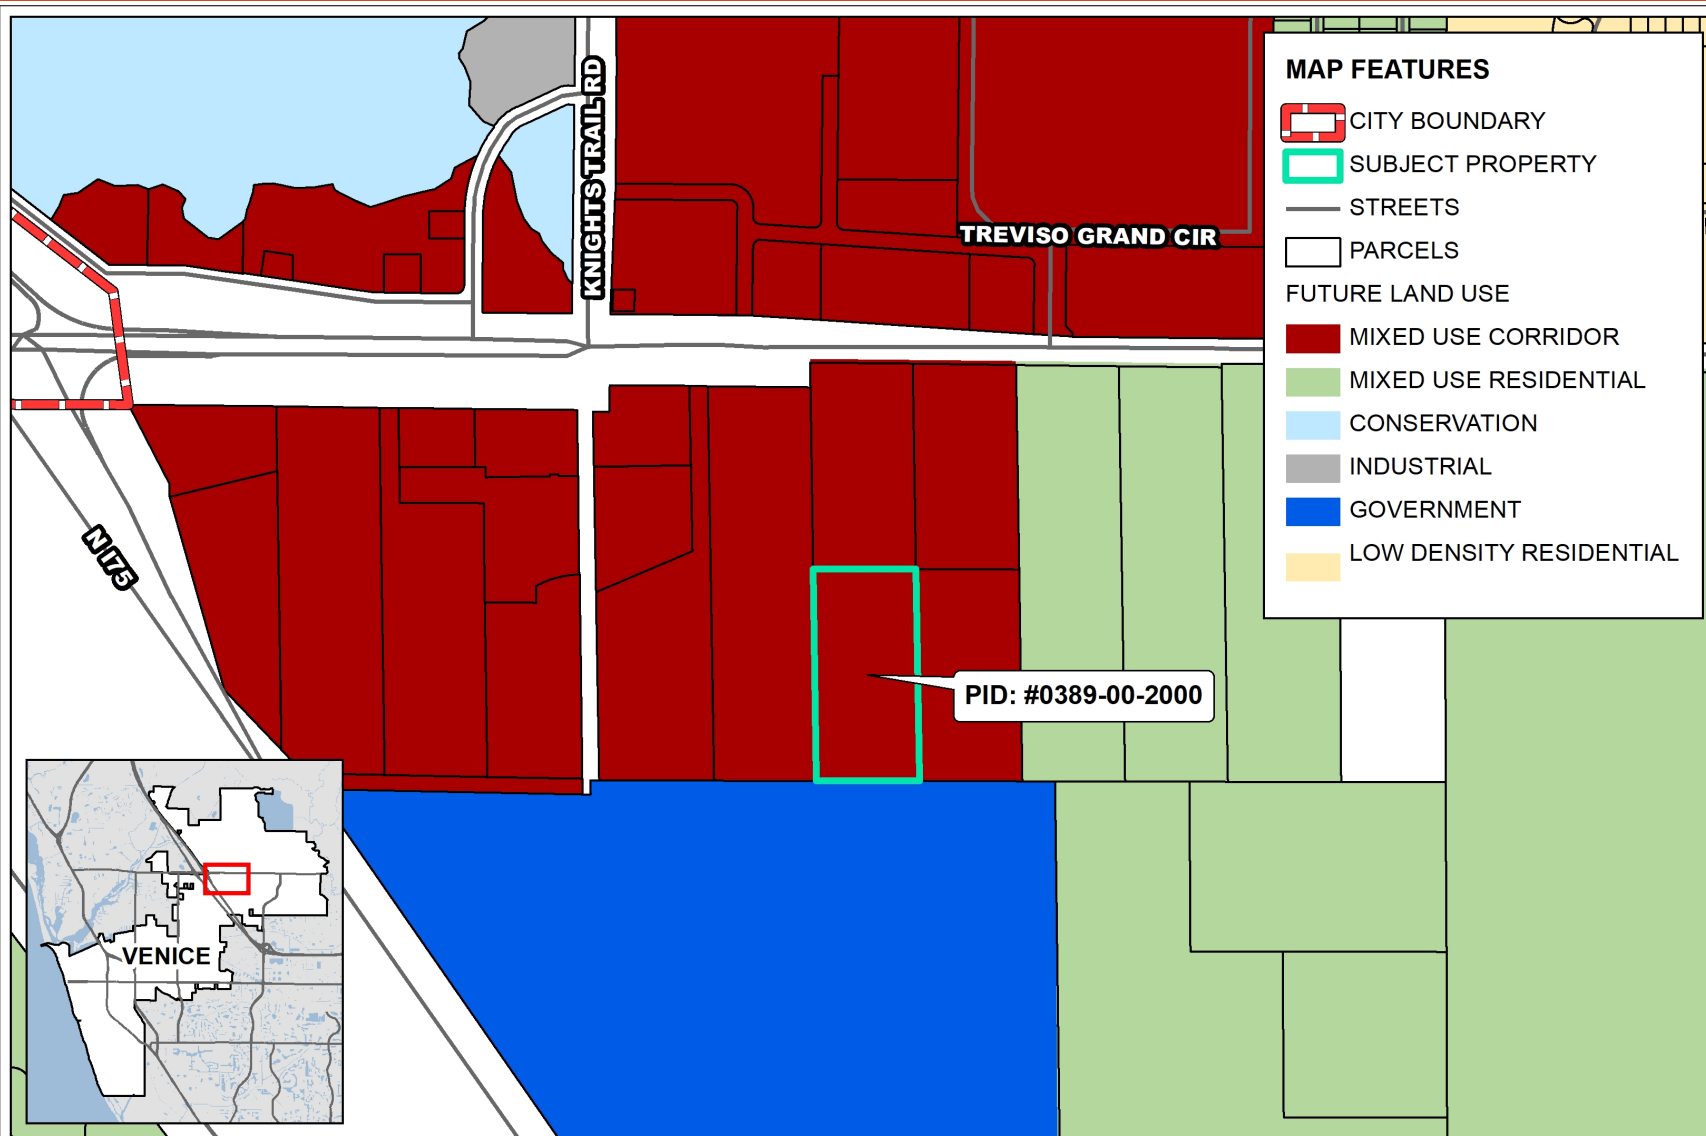 KNIGHTS TRAIL RD
TREVISO GRAND CIR
N I75
PID: #0389-00-2000
VENICE
MAP FEATURES
CITY BOUNDARY
SUBJECT PROPERTY
STREETS
PARCELS
FUTURE LAND USE
MIXED USE CORRIDOR
MIXED USE RESIDENTIAL
CONSERVATION
INDUSTRIAL
GOVERNMENT
LOW DENSITY RESIDENTIAL